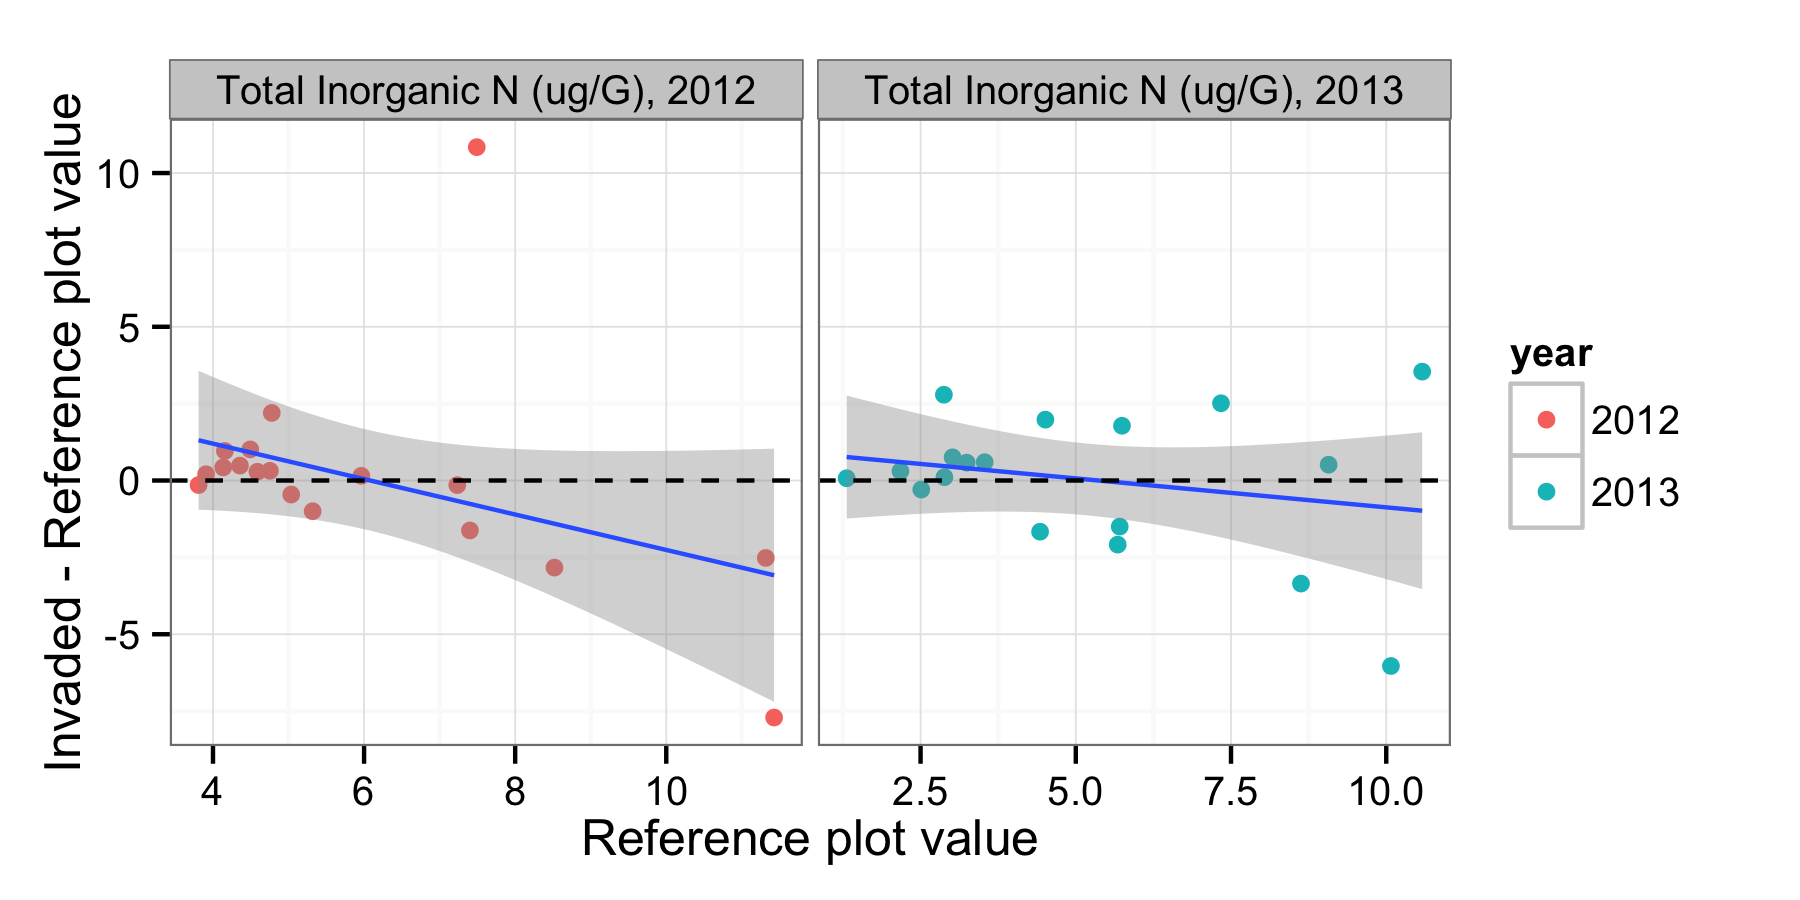 Total Inorganic N (ug/G), 2012
Total Inorganic N (ug/G), 2013
Invaded - Reference plot value
10
5
0
-5
4 6 8 10
2.5 5.0 7.5 10.0
Reference plot value
year
2012
2013